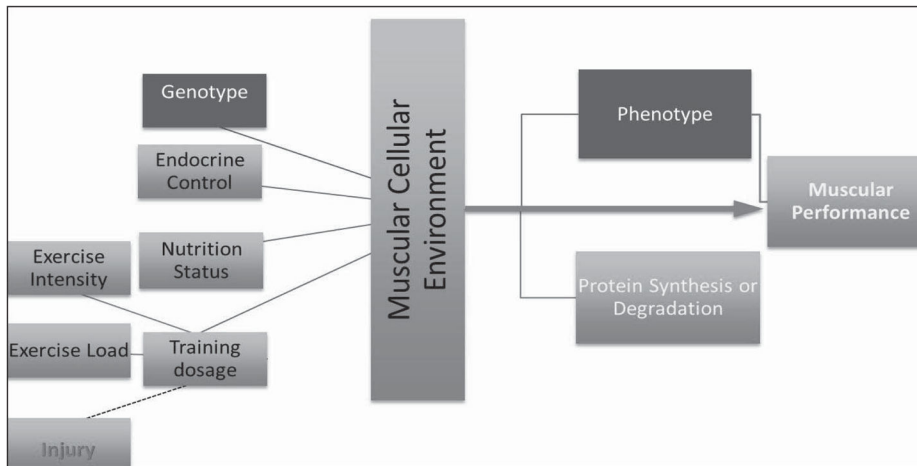 Genotype
Endocrine
Control
Nutrition
Status
Exercise
Intensity
Exercise Load
Training
dosage
Injury
Muscular Cellular
Environment
Phenotype
Protein Synthesis or
Degradation
Muscular
Performance